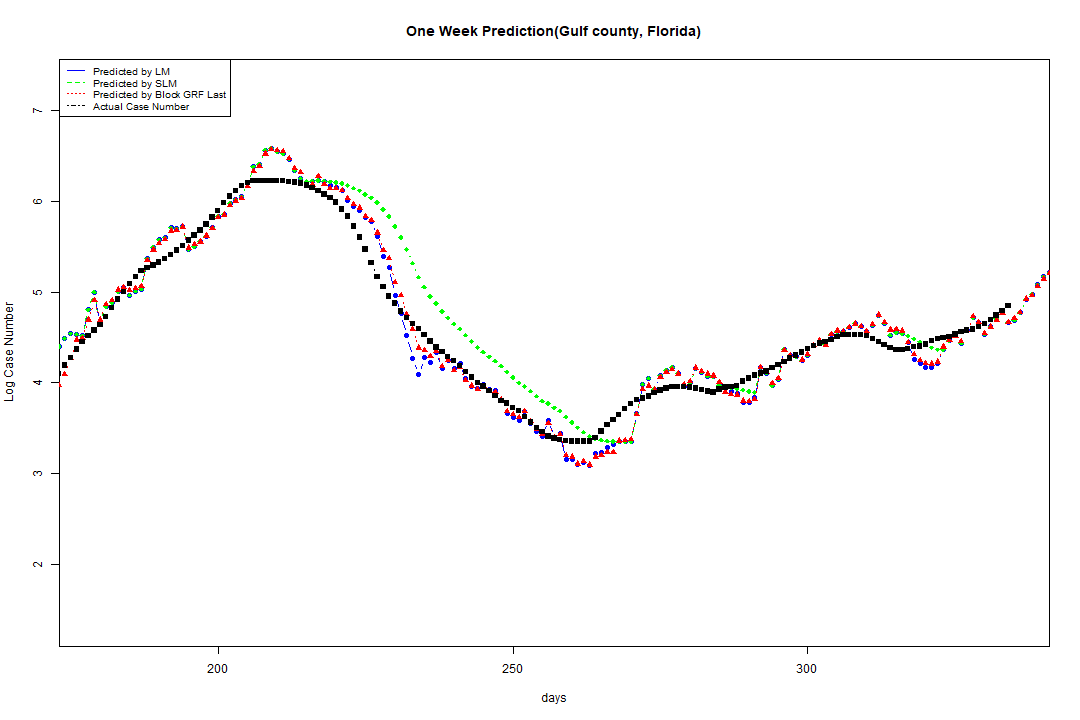 One Week Prediction(Gulf county, Florida)
Predicted by LM
Predicted by SLM
Predicted by Block GRF Last
Actual Case Number
7
6
5
4
3
2
Log Case Number
200 250 300
days